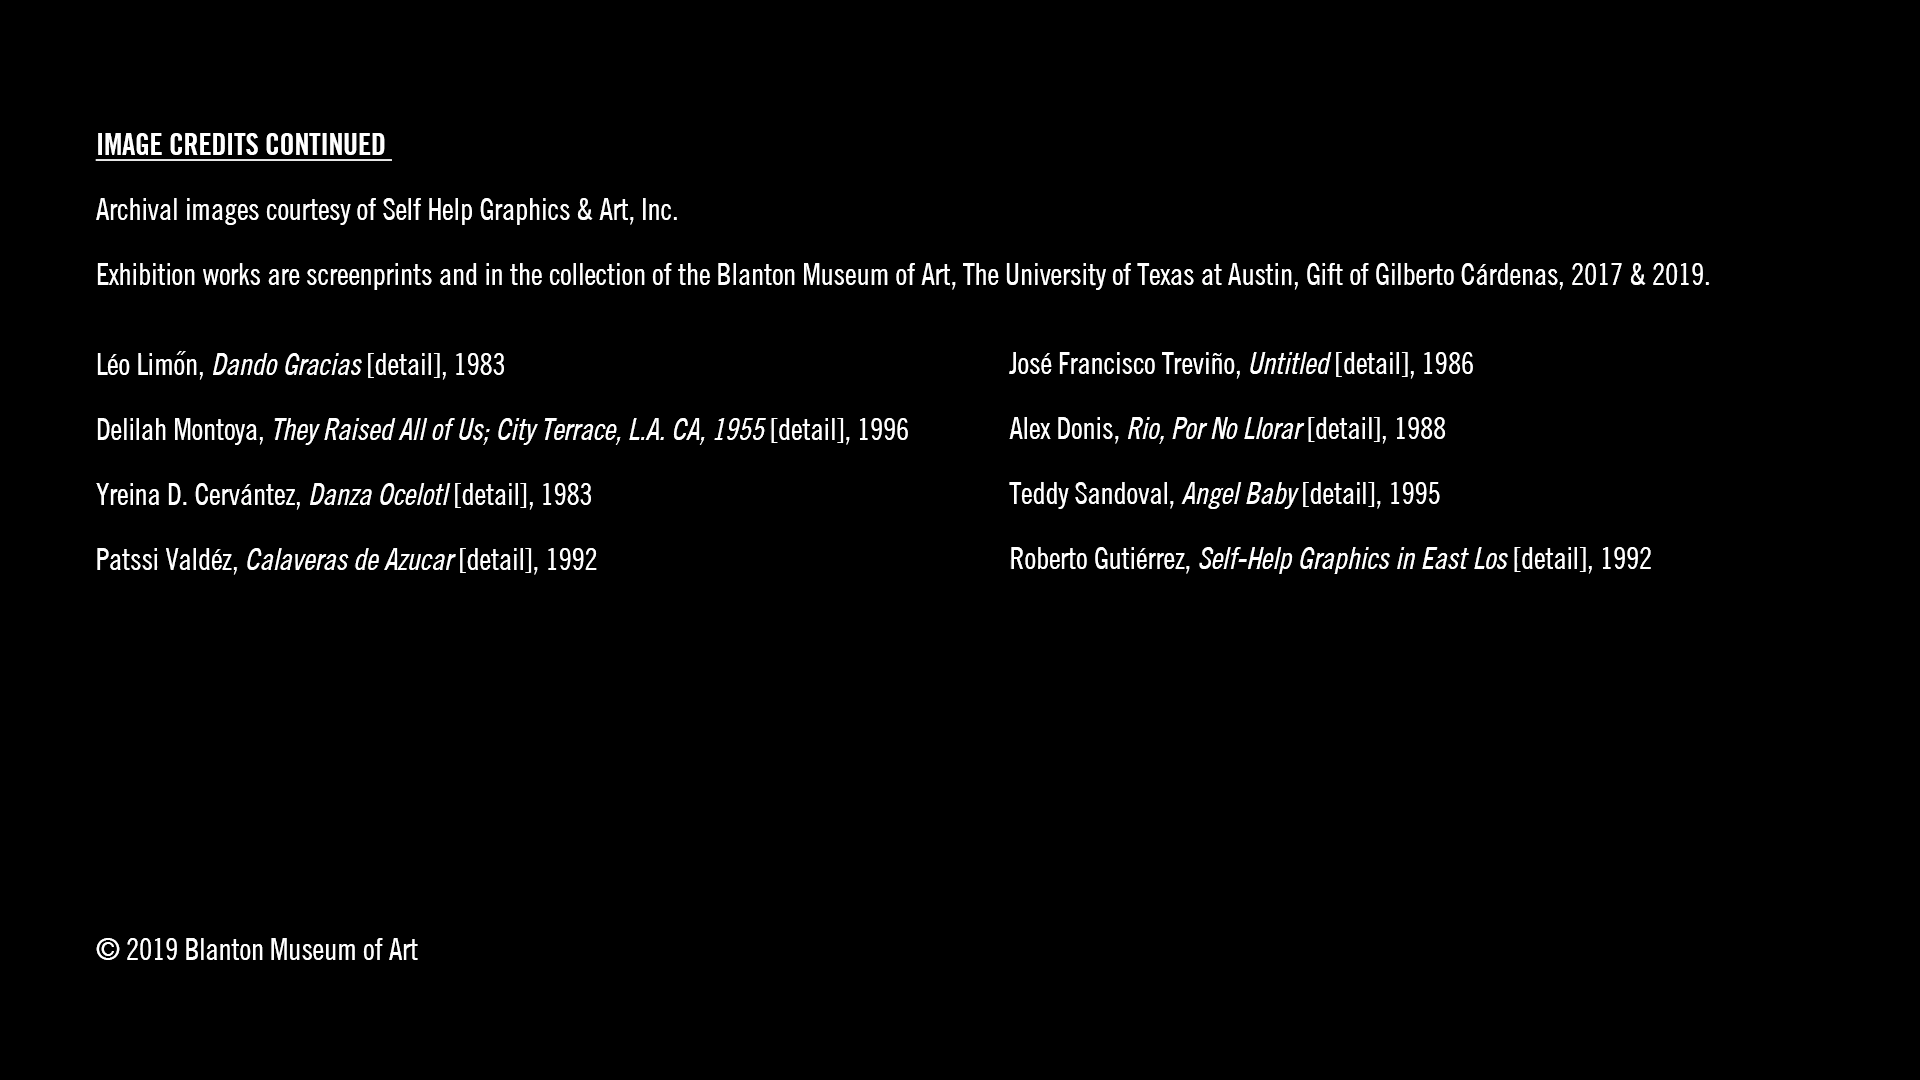 IMAGE CREDITS CONTINUED
Archival images courtesy of Self Help Graphics & Art, Inc.
Exhibition works are screenprints and in the collection of the Blanton Museum of Art, The University of Texas at Austin, Gift of Gilberto Cárdenas, 2017 & 2019.
Léo Limőn, Dando Gracias [detail], 1983
Delilah Montoya, They Raised All of Us; City Terrace, L.A. CA, 1955 [detail], 1996
Yreina D. Cervántez, Danza Ocelotl [detail], 1983
Patssi Valdéz, Calaveras de Azucar [detail], 1992
José Francisco Treviño, Untitled [detail], 1986
Alex Donis, Rio, Por No Llorar [detail], 1988
Teddy Sandoval, Angel Baby [detail], 1995
Roberto Gutiérrez, Self-Help Graphics in East Los [detail], 1992
© 2019 Blanton Museum of Art